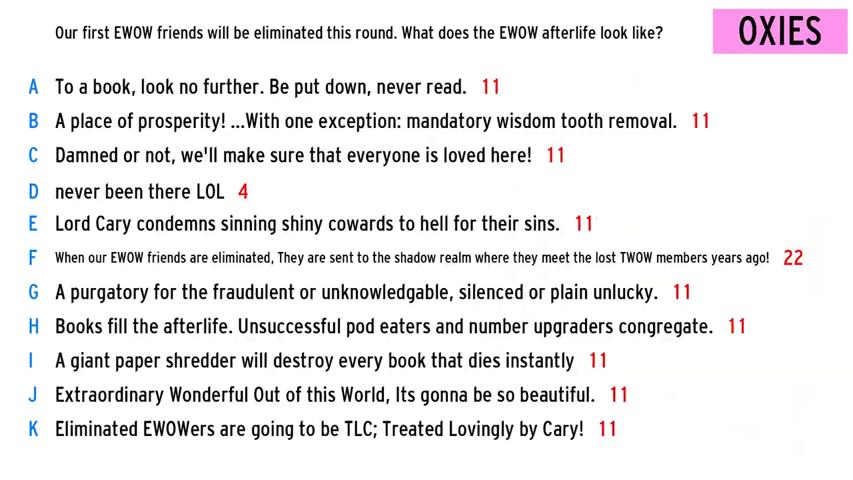 Our first EWOW friends will be eliminated this round. What does the EWOW afterlife look like?
OXIES
A To a book, look no further. Be put down, never read. 11
B A place of prosperity! ...With one exception: mandatory wisdom tooth removal. 11
C Damned or not, we'll make sure that everyone is loved here! 11
D never been there LOL 4
E Lord Cary condemns sinning shiny cowards to hell for their sins. 11
F When our EWOW friends are eliminated, They are sent to the shadow realm where they meet the lost TWOW members years ago! 22
G A purgatory for the fraudulent or unknowledgable, silenced or plain unlucky. 11
H Books fill the afterlife. Unsuccessful pod eaters and number upgraders congregate. 11
I A giant paper shredder will destroy every book that dies instantly 11
J Extraordinary Wonderful Out of this World, Its gonna be so beautiful. 11
K Eliminated EWOWers are going to be TLC; Treated Lovingly by Cary! 11